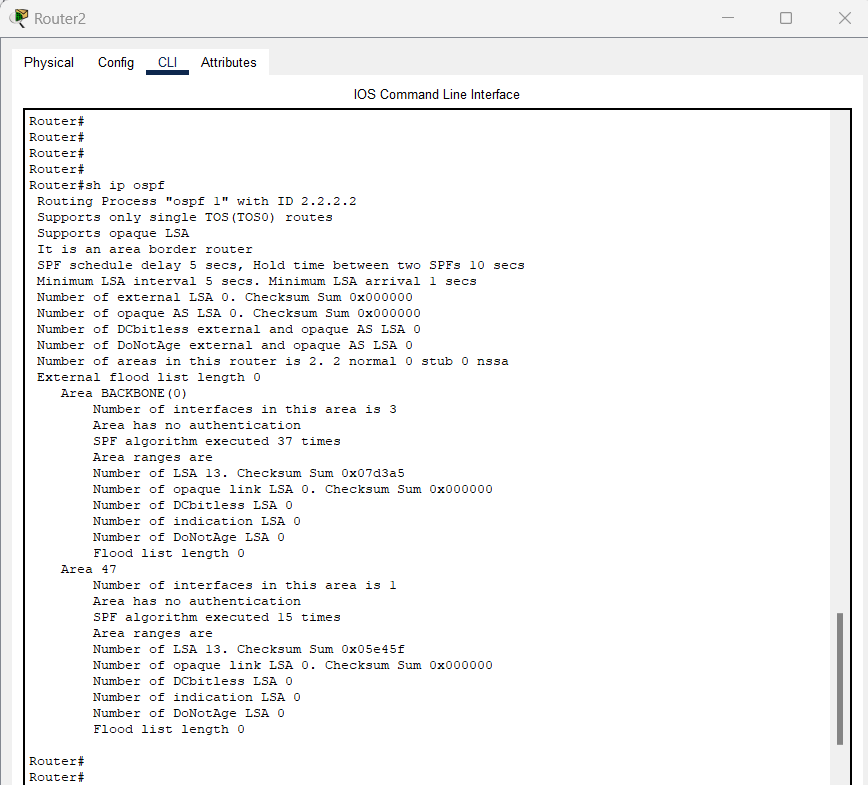 Router2
Physical Config CLI Attributes
IOS Command Line Interface
Router#
Router#
Router#
Router#
Router#sh ip ospf
Routing Process "ospf 1" with ID 2.2.2.2
Supports only single TOS(TOS0) routes
Supports opaque LSA
It is an area border router
SPF schedule delay 5 secs, Hold time between two SPFs 10 secs
Minimum LSA interval 5 secs. Minimum LSA arrival 1 secs
Number of external LSA 0. Checksum Sum 0x000000
Number of opaque AS LSA 0. Checksum Sum 0x000000
Number of DCbitless external and opaque AS LSA 0
Number of DoNotAge external and opaque AS LSA 0
Number of areas in this router is 2. 2 normal 0 stub 0 nssa
External flood list length 0
Area BACKBONE(0)
Number of interfaces in this area is 3
Area has no authentication
SPF algorithm executed 37 times
Area ranges are
Number of LSA 13. Checksum Sum 0x07d3a5
Number of opaque link LSA 0. Checksum Sum 0x000000
Number of DCbitless LSA 0
Number of indication LSA 0
Number of DoNotAge LSA 0
Flood list length 0
Area 47
Number of interfaces in this area is 1
Area has no authentication
SPF algorithm executed 15 times
Area ranges are
Number of LSA 13. Checksum Sum 0x05e45f
Number of opaque link LSA 0. Checksum Sum 0x000000
Number of DCbitless LSA 0
Number of indication LSA 0
Number of DoNotAge LSA 0
Flood list length 0
Router#
Router#